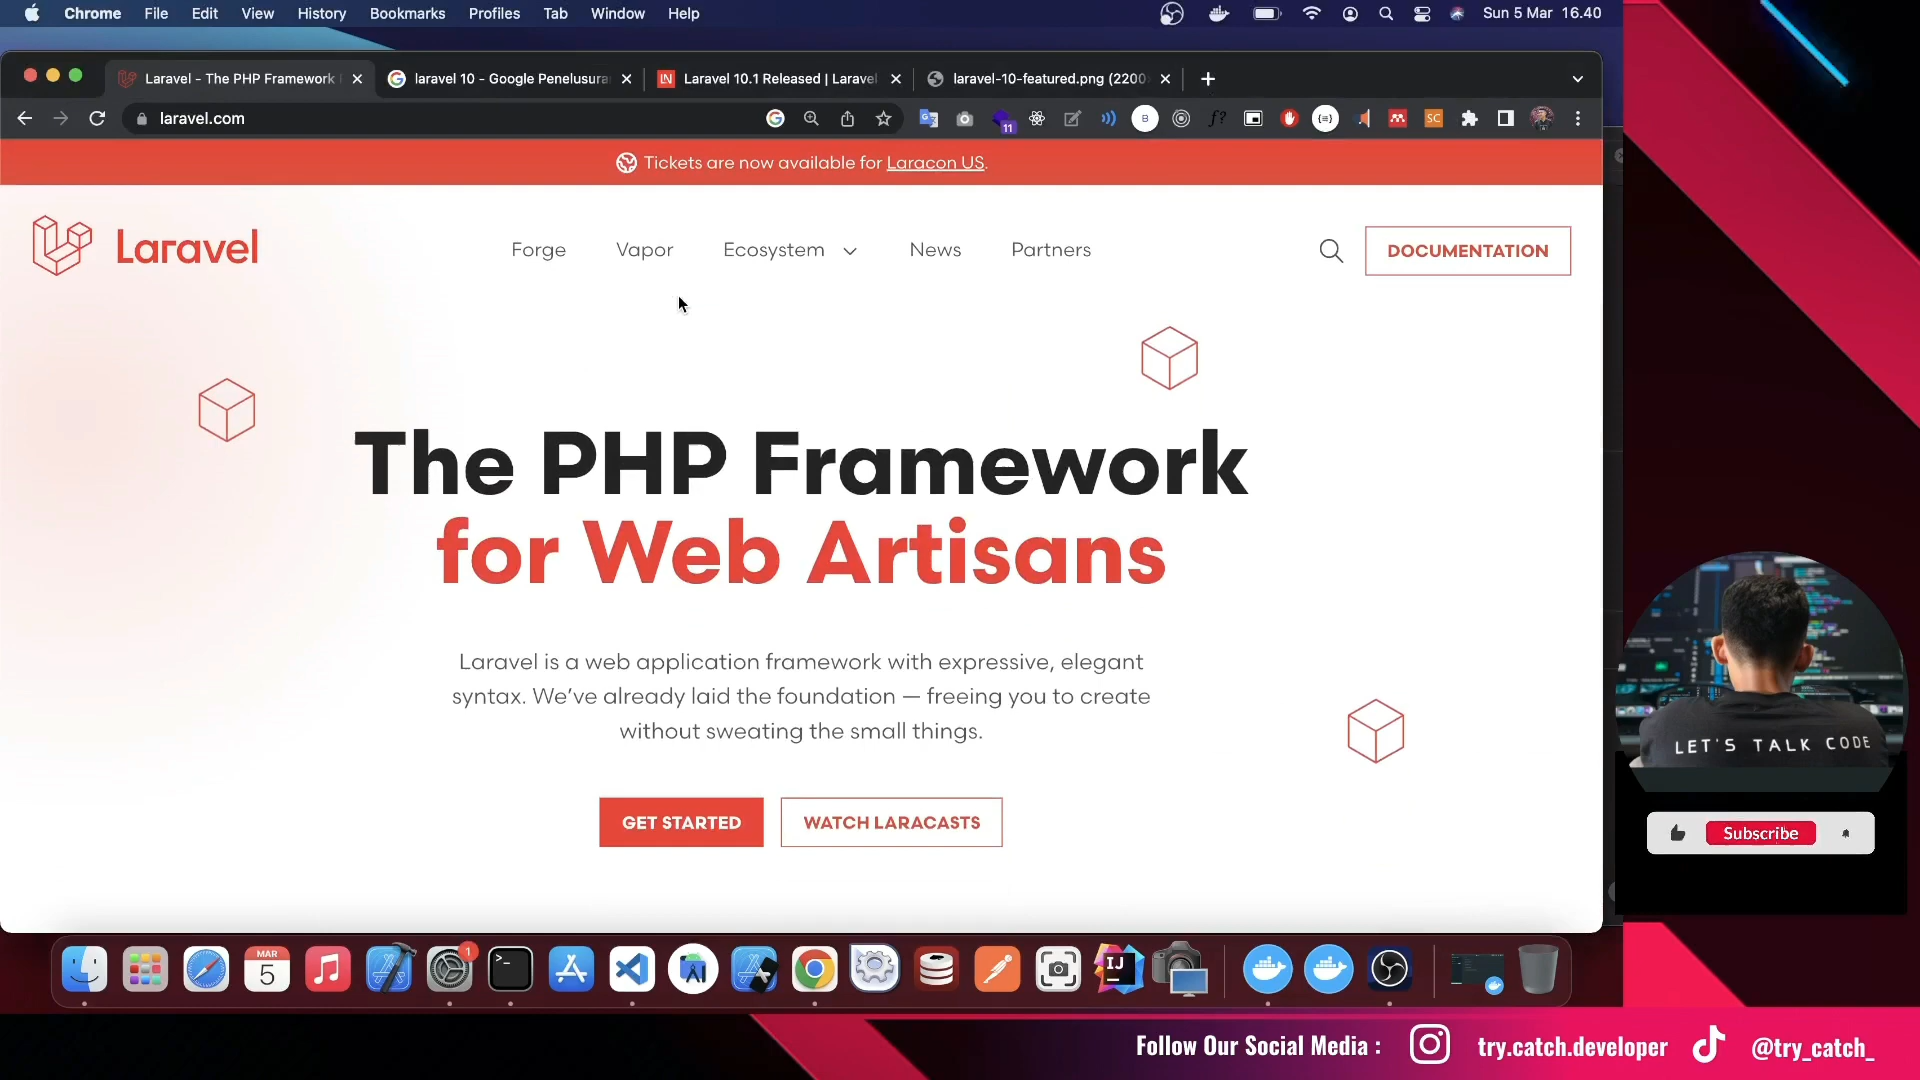 Chrome File Edit View History Bookmarks Profiles Tab Window Help
Sun 5 Mar 16.40
Laravel - The PHP Framework
laravel 10 - Google Penelusura
LN
Laravel 10.1 Released | Laravel
laravel-10-featured.png (2200
laravel.com
11
B
f?
SC
Tickets are now available for Laracon US.
Laravel
Forge
Vapor
Ecosystem
News
Partners
DOCUMENTATION
The PHP Framework
for Web Artisans
Laravel is a web application framework with expressive, elegant
syntax. We’ve already laid the foundation — freeing you to create
without sweating the small things.
GET STARTED
WATCH LARACASTS
LET'S TALK CODE
Subscribe
MAR
5
1
IJ
Follow Our Social Media :
try.catch.developer
@try_catch_